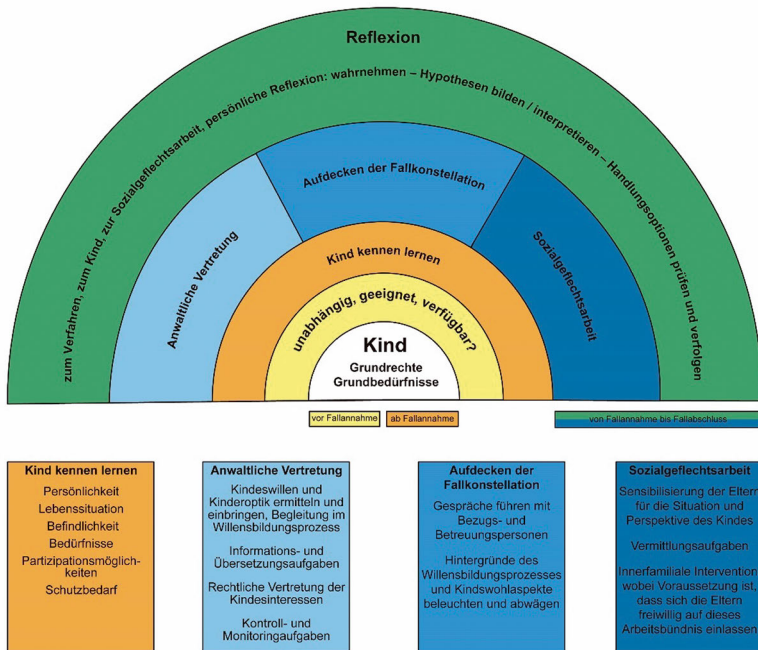 Reflexion
zum Verfahren, zum Kind, zur Sozialgeflechtsarbeit, persönliche Reflexion: wahrnehmen – Hypothesen bilden / interpretieren – Handlungsoptionen prüfen und verfolgen
Anwaltliche Vertretung
Aufdecken der Fallkonstellation
Sozialgeflechtsarbeit
Kind kennen lernen
unabhängig, geeignet, verfügbar?
Kind
Grundrechte
Grundbedürfnisse
vor Fallannahme
ab Fallannahme
von Fallannahme bis Fallabschluss
Kind kennen lernen
Persönlichkeit
Lebenssituation
Befindlichkeit
Bedürfnisse
Partizipationsmöglich-
keiten
Schutzbedarf
Anwaltliche Vertretung
Kindeswillen und
Kinderoptik ermitteln und
einbringen, Begleitung im
Willensbildungsprozess
Informations- und
Übersetzungsaufgaben
Rechtliche Vertretung der
Kindesinteressen
Kontroll- und
Monitoringaufgaben
Aufdecken der
Fallkonstellation
Gespräche führen mit
Bezugs- und
Betreuungspersonen
Hintergründe des
Willensbildungsprozesses
und Kindswohlaspekte
beleuchten und abwägen
Sozialgeflechtsarbeit
Sensibilisierung der Eltern
für die Situation und
Perspektive des Kindes
Vermittlungsaufgaben
Innerfamiliale Intervention,
wobei Voraussetzung ist,
dass sich die Eltern
freiwillig auf dieses
Arbeitsbündnis einlassen